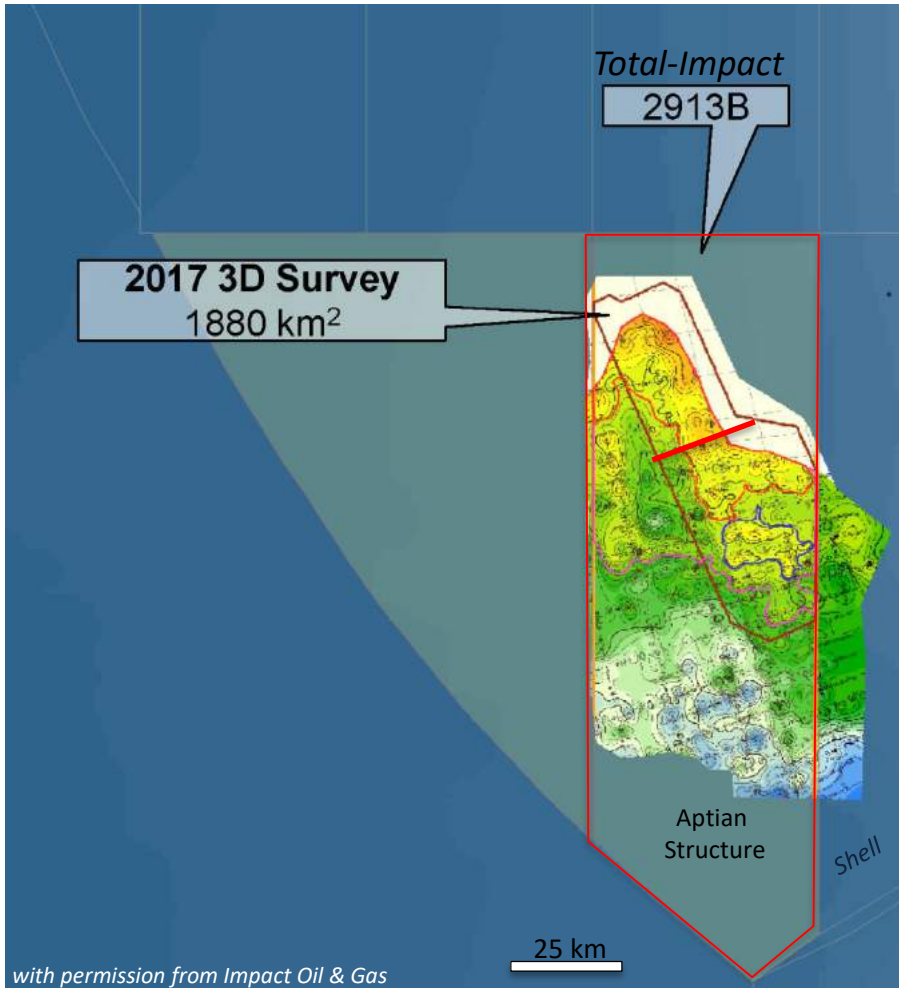 Total-Impact
2913B
2017 3D Survey
1880 km²
Aptian
Structure
Shell
25 km
with permission from Impact Oil & Gas